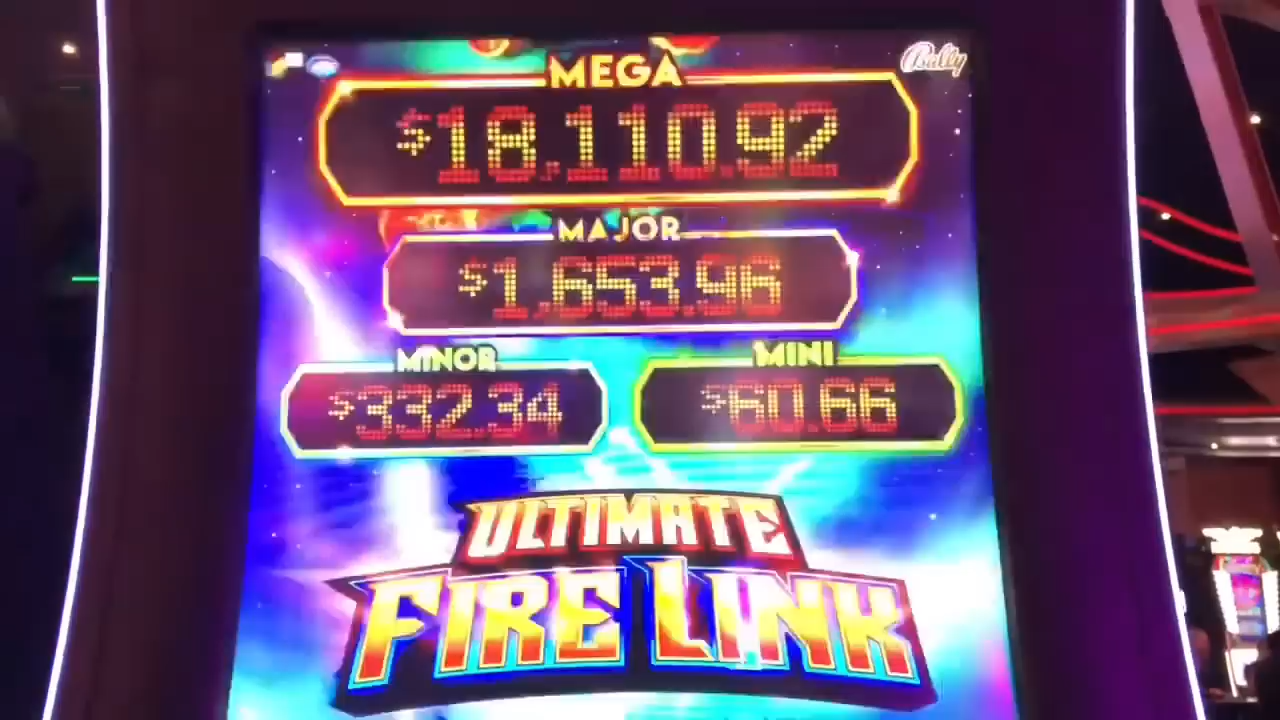 Bally
MEGA
$18,110.92
MAJOR
$1,653.96
MINOR
$332.34
MINI
$60.66
ULTIMATE
FIRE LINK